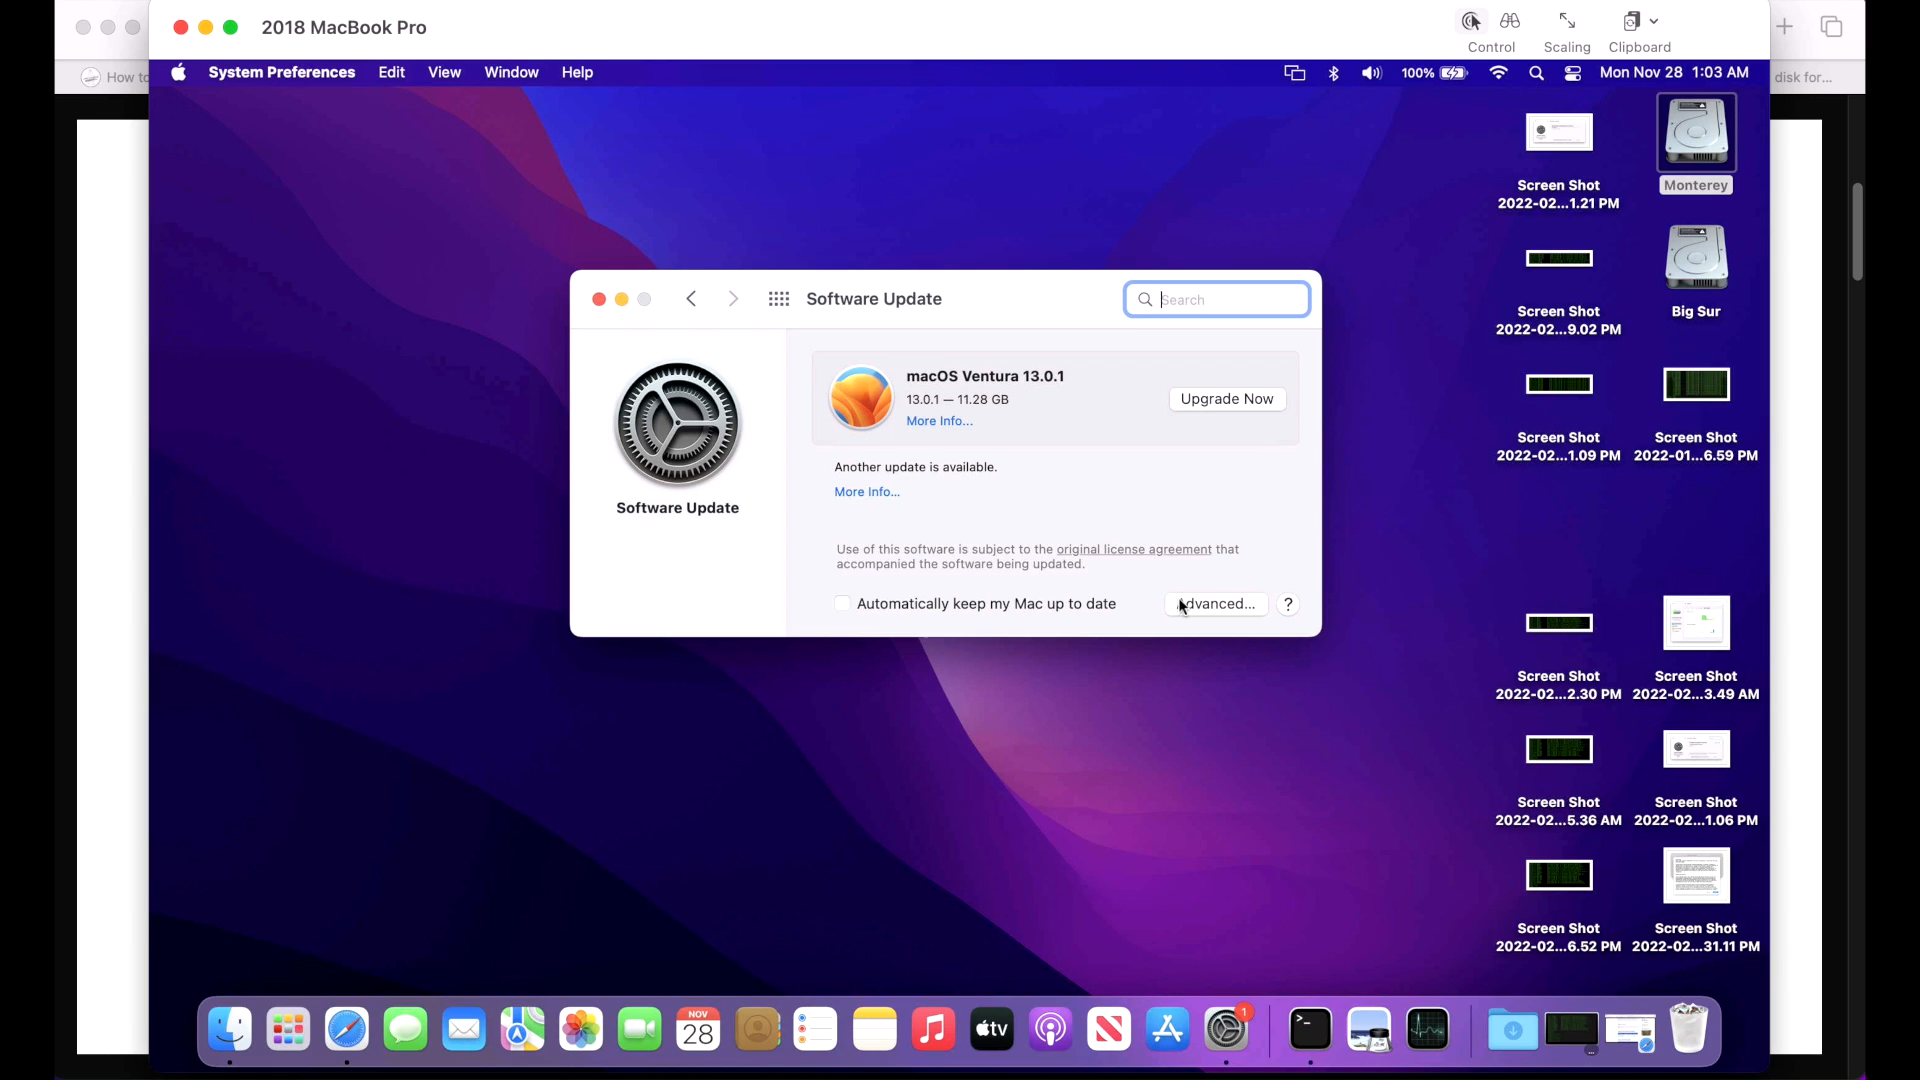 2018 MacBook Pro
Control
Scaling
Clipboard
How to
disk for...
System Preferences
Edit
View
Window
Help
100%
Mon Nov 28 1:03 AM
Screen Shot
2022-02...1.21 PM
Monterey
Screen Shot
2022-02...9.02 PM
Big Sur
Software Update
Search
macOS Ventura 13.0.1
13.0.1 — 11.28 GB
More Info...
Upgrade Now
Another update is available.
More Info...
Software Update
Use of this software is subject to the original license agreement that
accompanied the software being updated.
Automatically keep my Mac up to date
Advanced...
?
Screen Shot
2022-02...1.09 PM
Screen Shot
2022-01...6.59 PM
Screen Shot
2022-02...2.30 PM
Screen Shot
2022-02...3.49 AM
Screen Shot
2022-02...5.36 AM
Screen Shot
2022-02...1.06 PM
Screen Shot
2022-02...6.52 PM
Screen Shot
2022-02...31.11 PM
NOV
28
tv
1